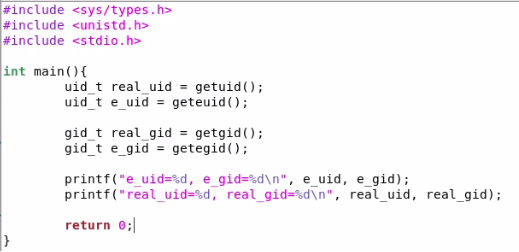 #include <sys/types.h>
#include <unistd.h>
#include <stdio.h>

int main(){
        uid_t real_uid = getuid();
        uid_t e_uid = geteuid();

        gid_t real_gid = getgid();
        gid_t e_gid = getegid();

        printf("e_uid=%d, e_gid=%d\n", e_uid, e_gid);
        printf("real_uid=%d, real_gid=%d\n", real_uid, real_gid);

        return 0;
}